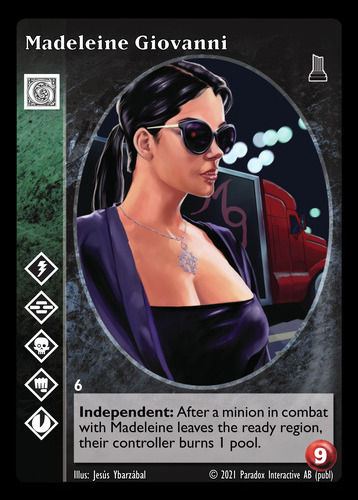 Madeleine Giovanni
G
MG
6
Independent: After a minion in combat
with Madeleine leaves the ready region,
their controller burns 1 pool.
9
Illus: Jesús Ybarzábal © 2021 Paradox Interactive AB (publ)